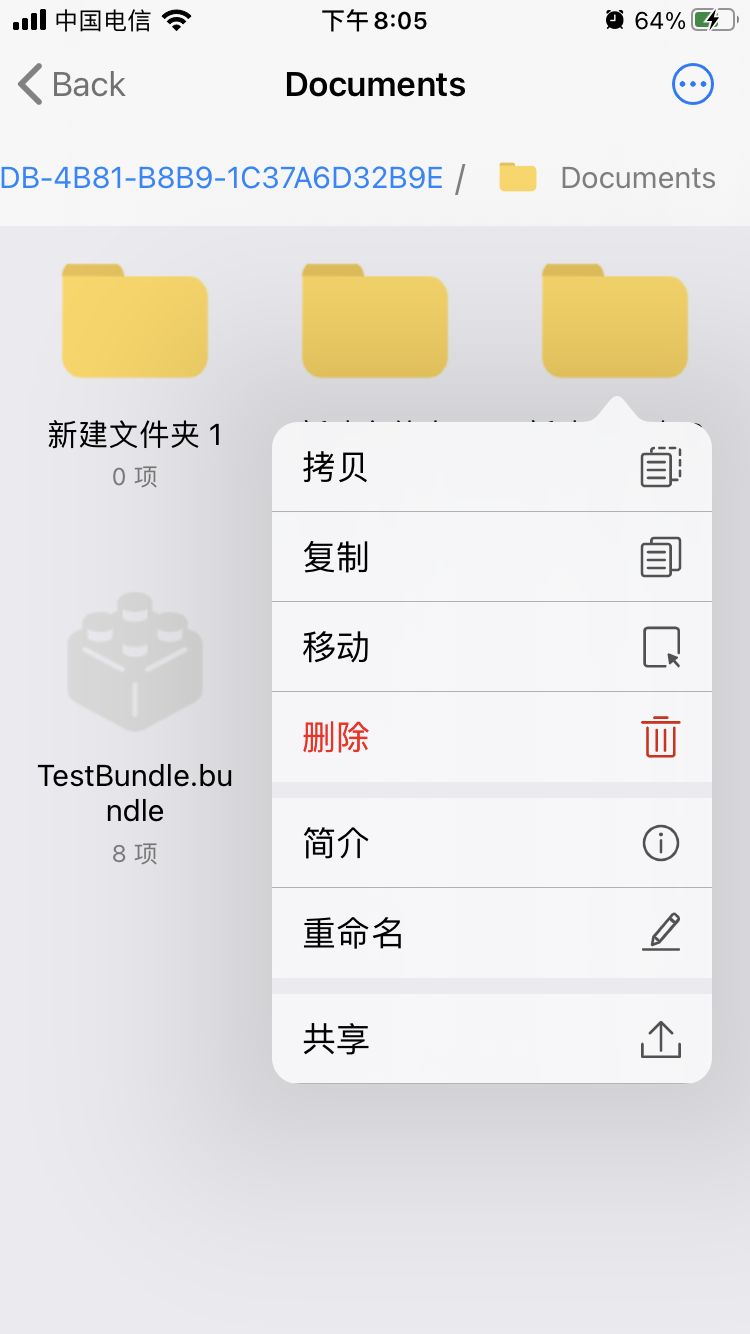 中国电信 下午8:05 64%
Back Documents
DB-4B81-B8B9-1C37A6D32B9E / Documents
新建文件夹 1
0 项
拷贝
复制
移动
删除
TestBundle.bu
ndle
8 项
简介
重命名
共享